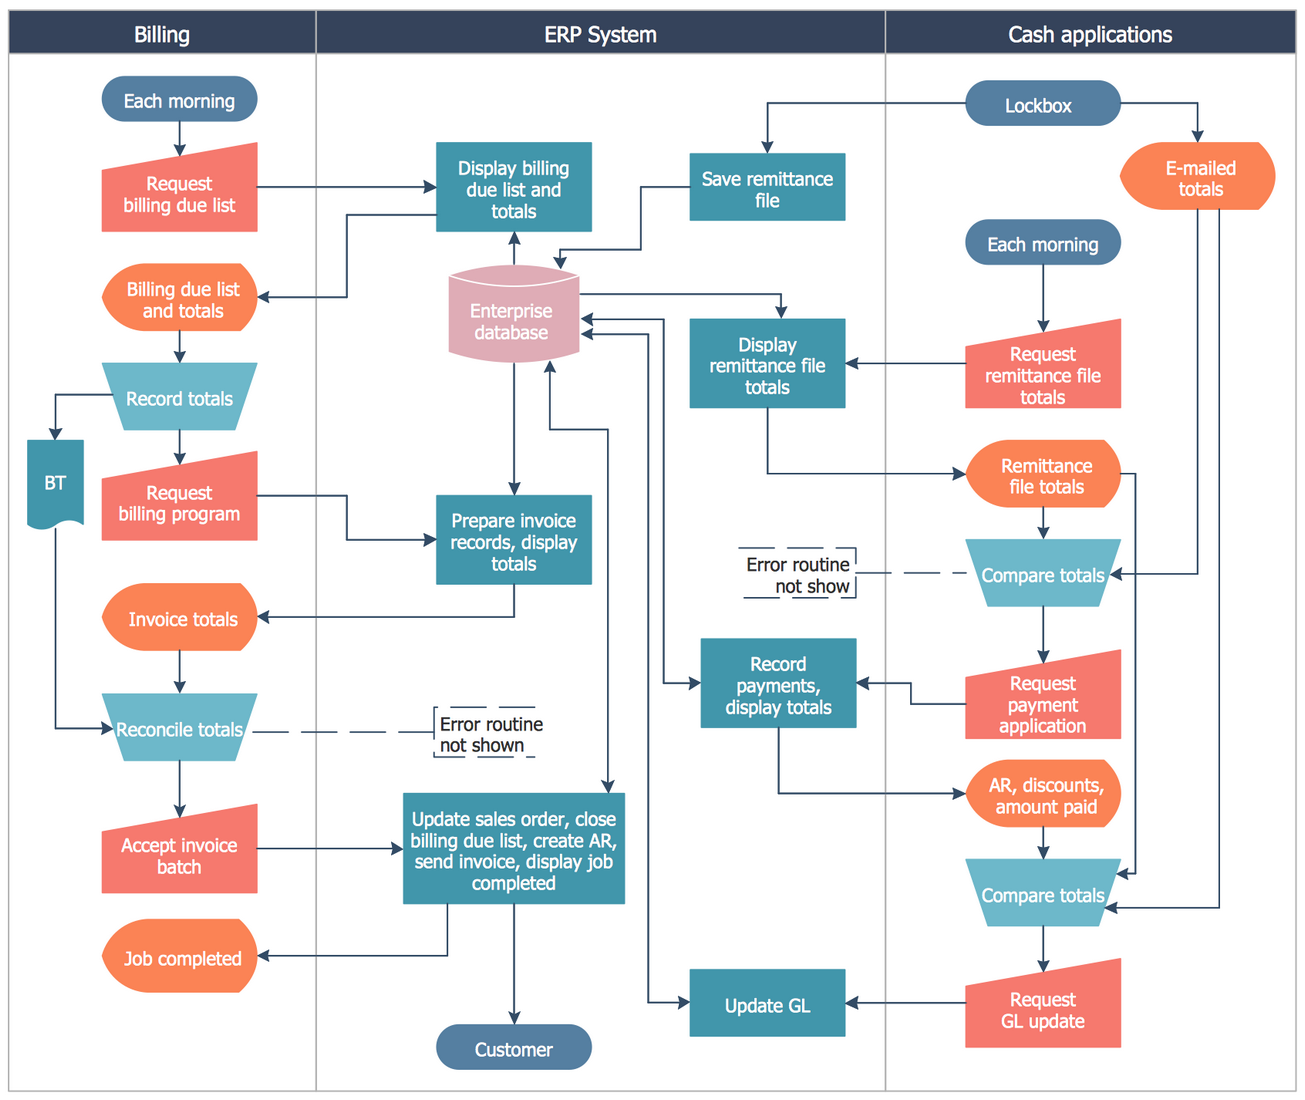 Billing
ERP System
Cash applications
Each morning
Request
billing due list
Billing due list
and totals
Record totals
BT
Request
billing program
Invoice totals
Reconcile totals
Accept invoice
batch
Job completed
Display billing
due list and
totals
Save remittance
file
Enterprise
database
Display
remittance file
totals
Prepare invoice
records, display
totals
Error routine
not show
Record
payments,
display totals
Error routine
not shown
Update sales order, close
billing due list, create AR,
send invoice, display job
completed
Update GL
Customer
Lockbox
E-mailed
totals
Each morning
Request
remittance file
totals
Remittance
file totals
Compare totals
Request
payment
application
AR, discounts,
amount paid
Compare totals
Request
GL update